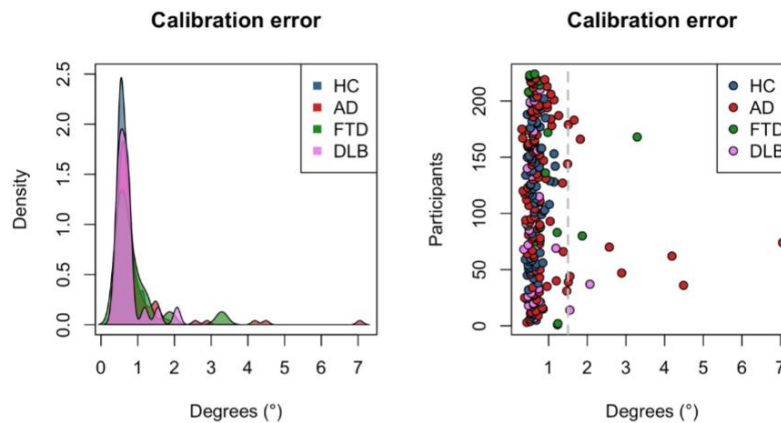 Calibration error
Density
2.5
2.0
1.5
1.0
0.5
0.0
HC
AD
FTD
DLB
0 1 2 3 4 5 6 7
Degrees (°)
Calibration error
Participants
200
150
100
50
0
HC
AD
FTD
DLB
1 2 3 4 5 6 7
Degrees (°)